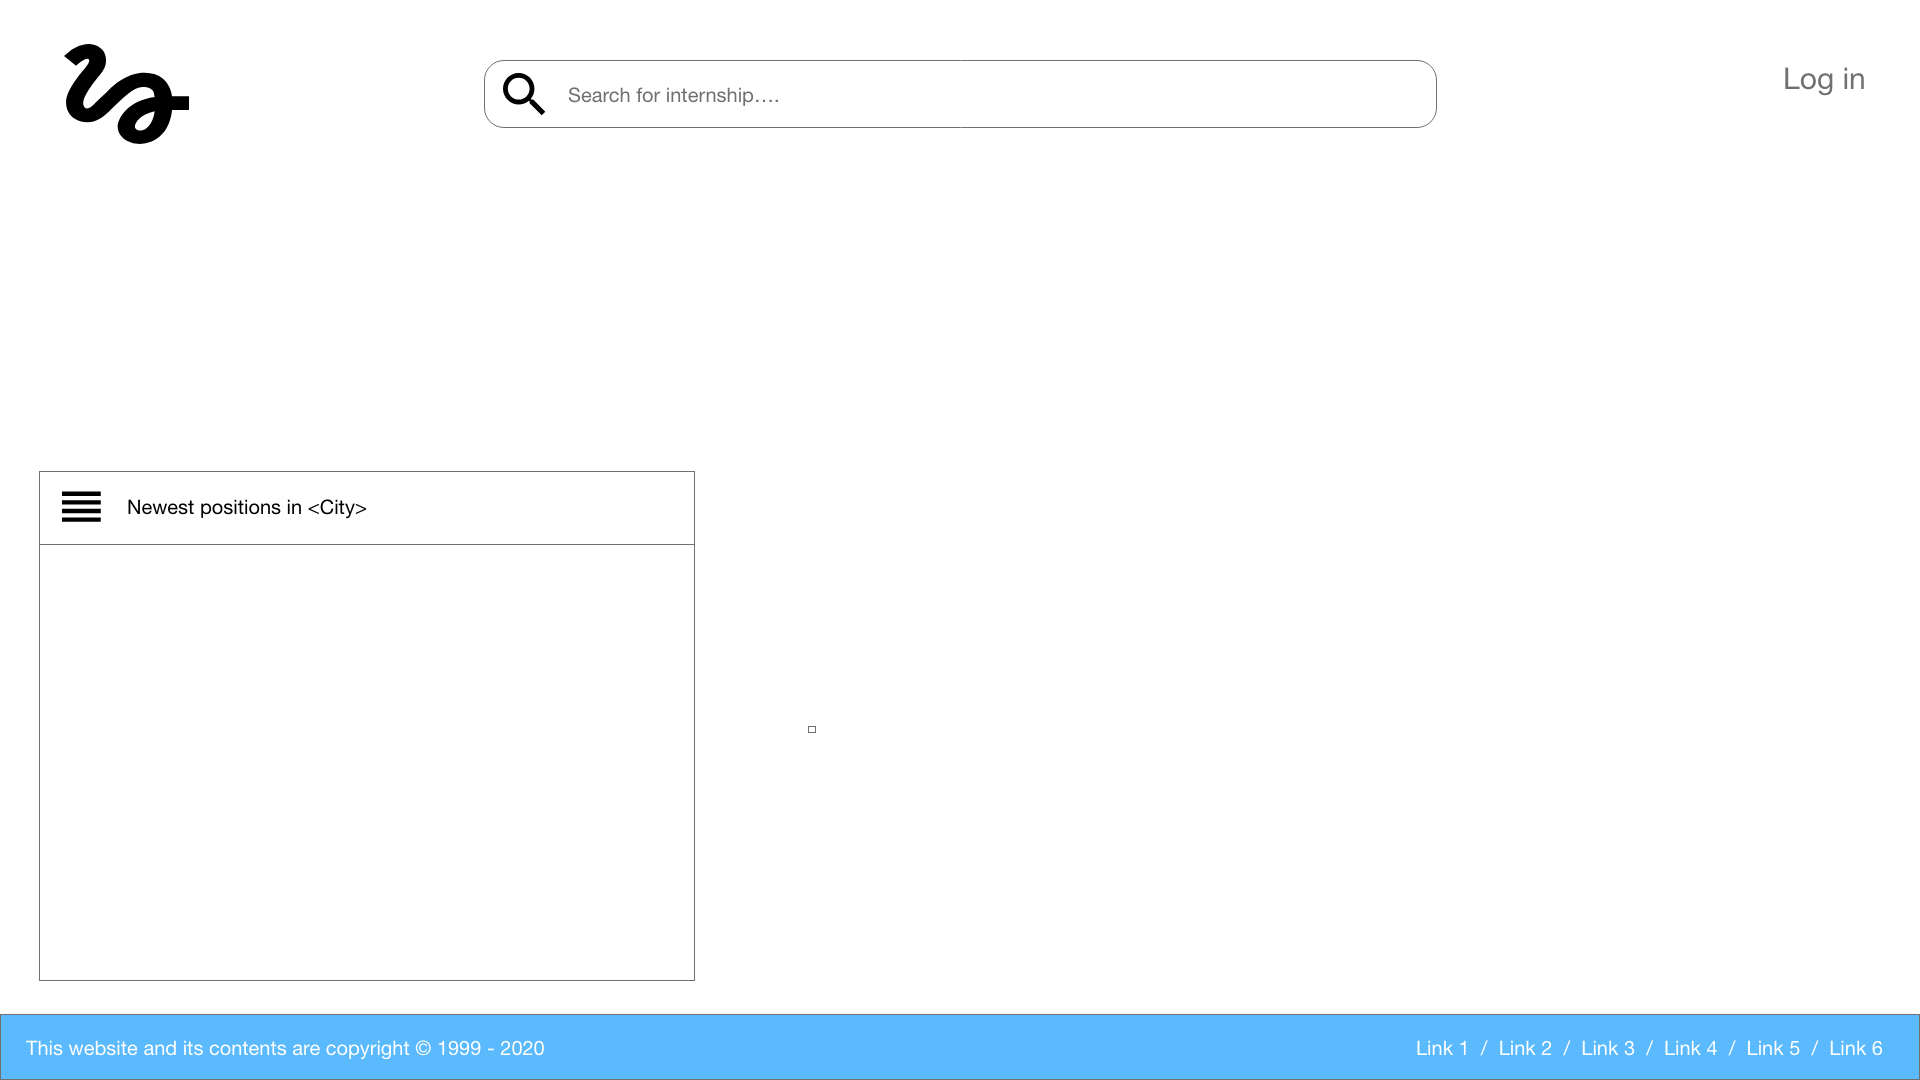 Search for internship....
Log in
Newest positions in <City>
This website and its contents are copyright © 1999 - 2020
Link 1 / Link 2 / Link 3 / Link 4 / Link 5 / Link 6